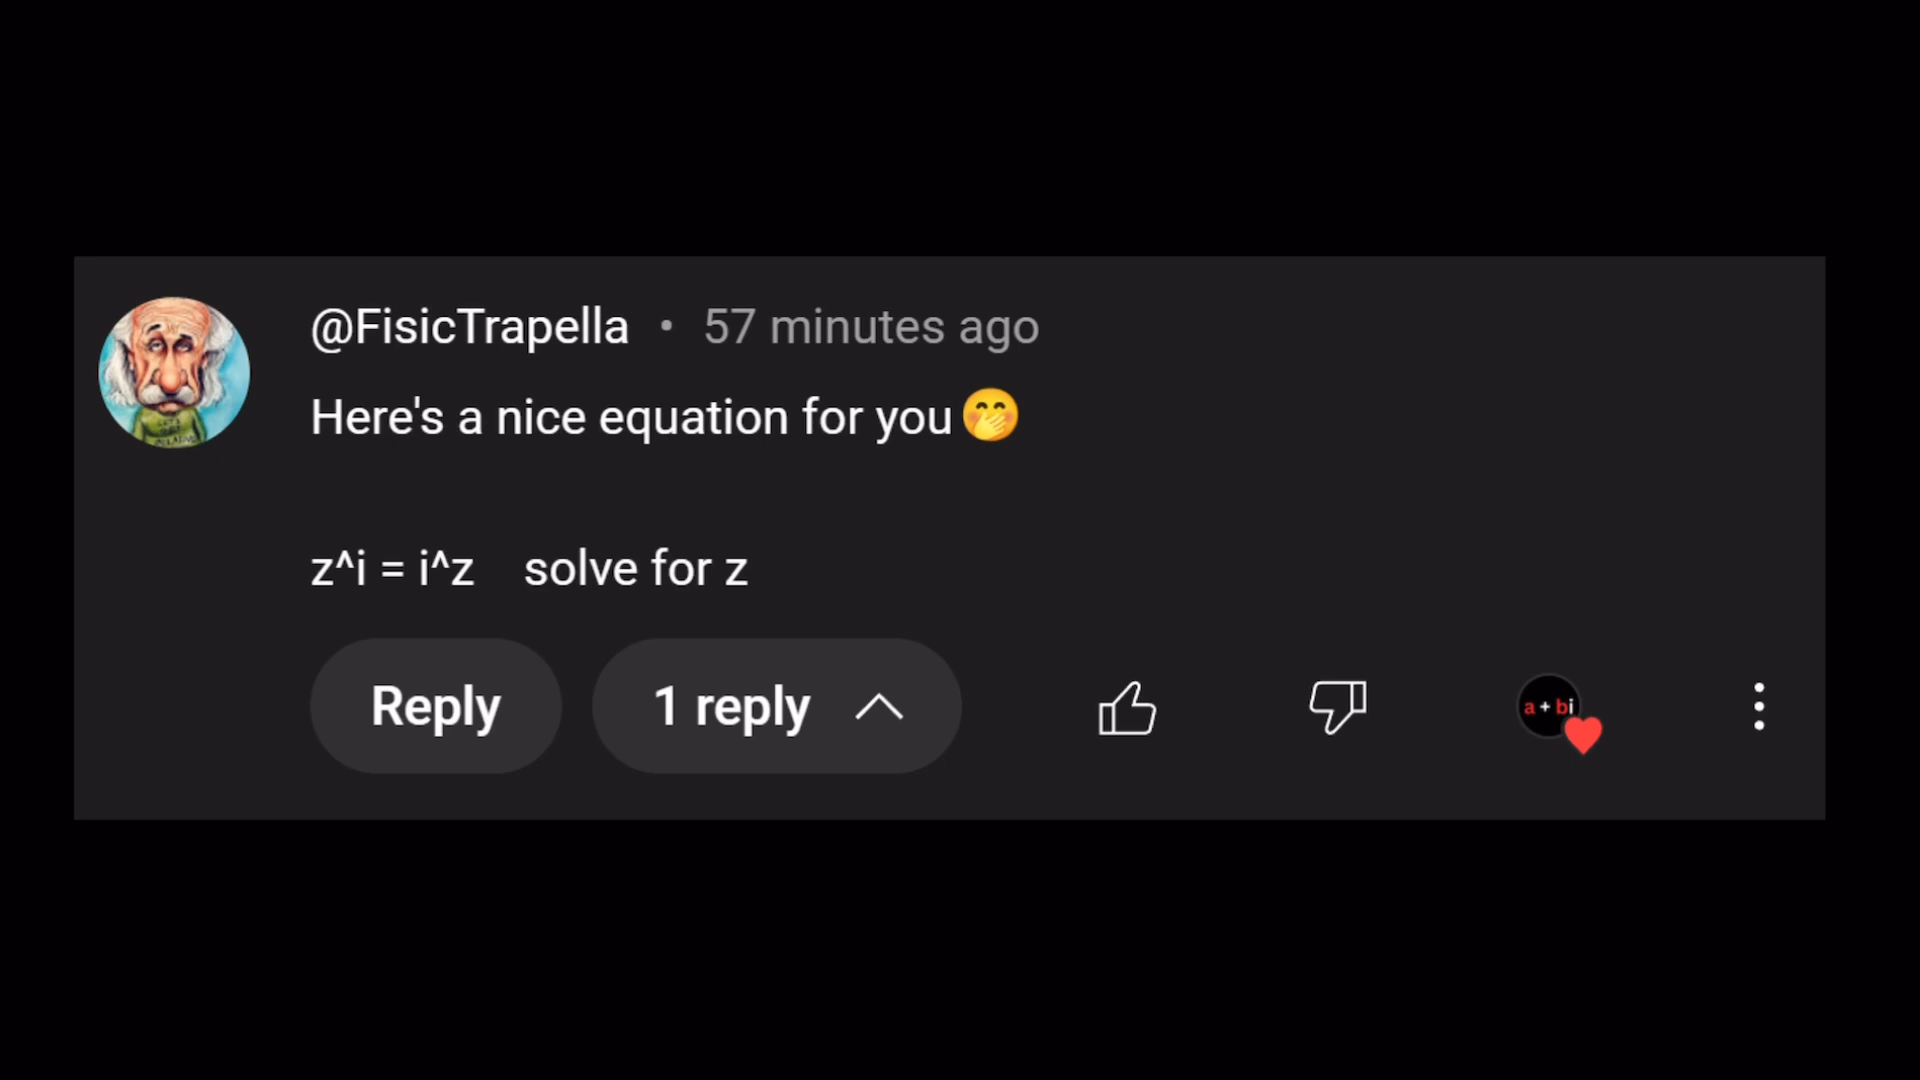 @FisicTrapella • 57 minutes ago
Here's a nice equation for you🤭
z^i = i^z    solve for z
Reply
1 reply
a + bi